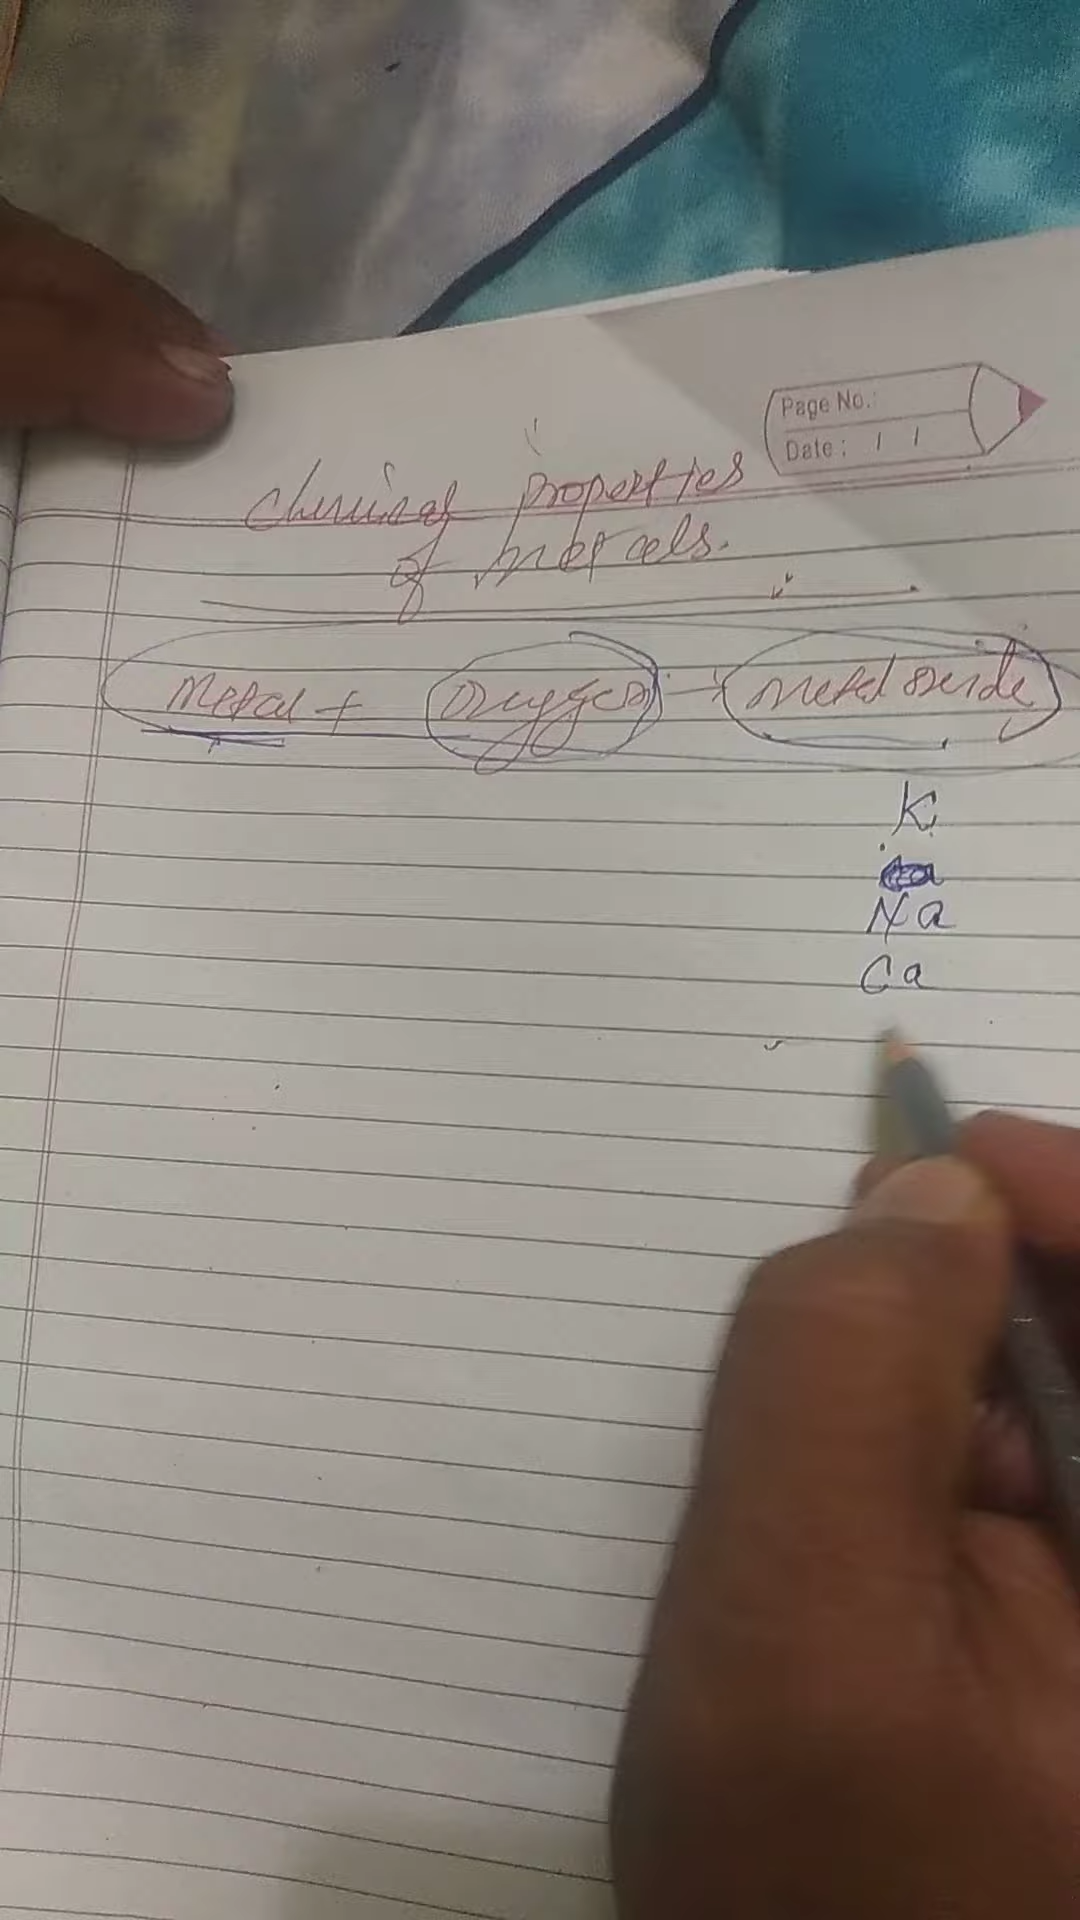 Page No.:
Date: / /
Chemical properties
of metals.
Metal + Oxygen → Metal oxide
K
Na
Ca